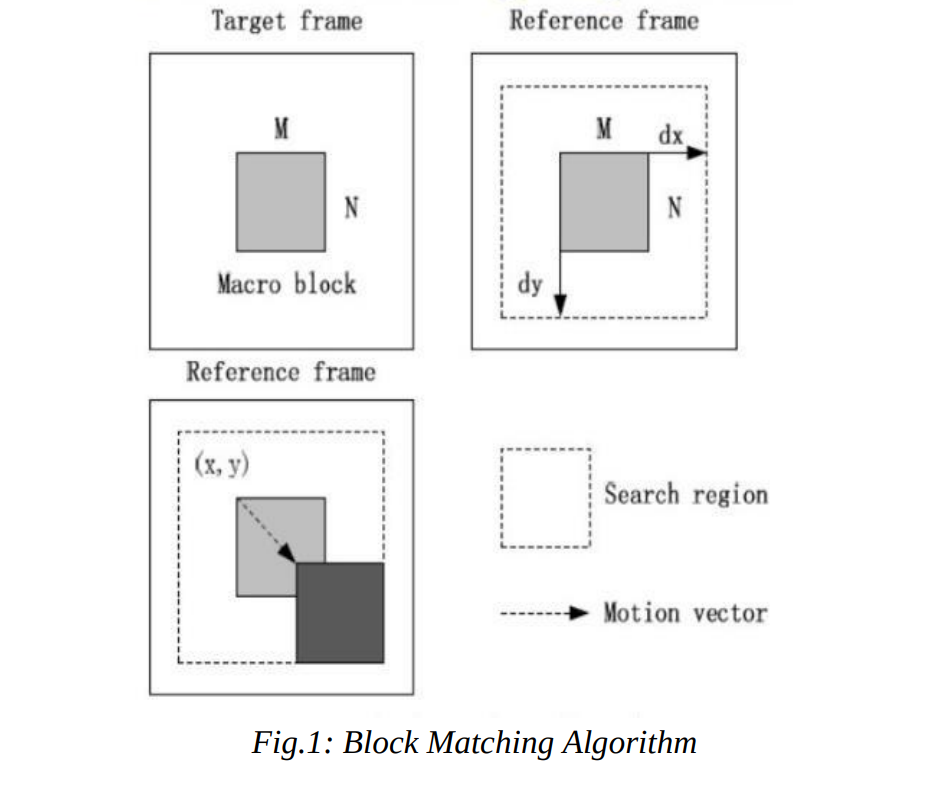 Target frame
Reference frame
M
N
Macro block
M
dx
N
dy
Reference frame
(x, y)
Search region
Motion vector
Fig.1: Block Matching Algorithm